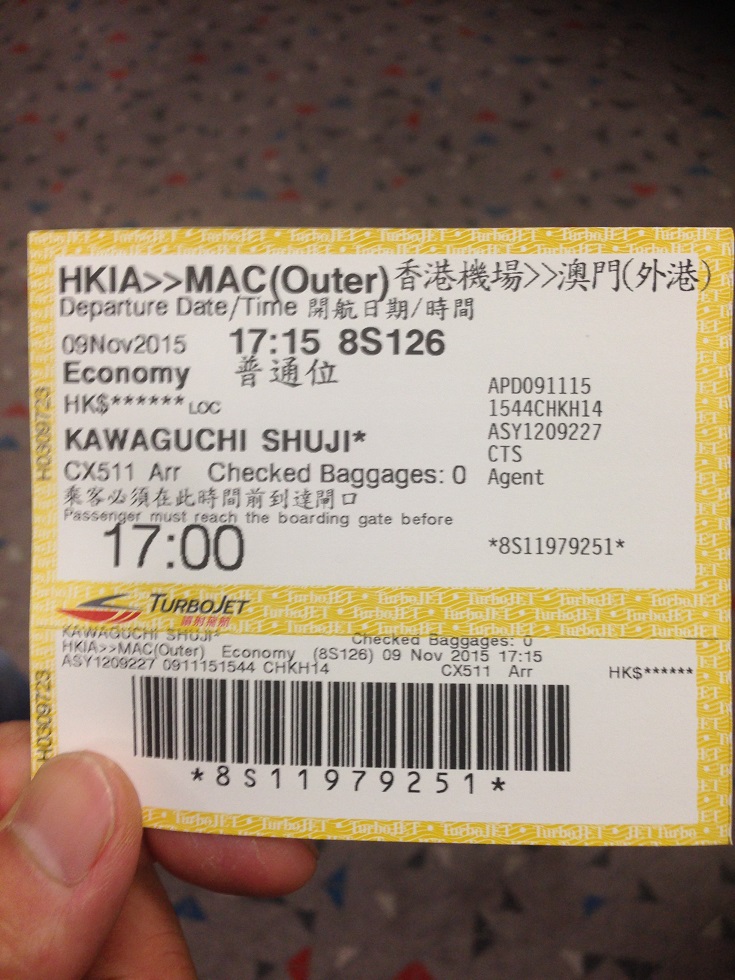 HKIA>>MAC(Outer) 香港機場>>澳門(外港)
Departure Date/Time 開航日期/時間
09Nov2015 17:15 8S126
Economy 普通位
HK$****** LOC
KAWAGUCHI SHUJI*
CX511 Arr Checked Baggages: 0
乘客必須在此時間前到達閘口
Passenger must reach the boarding gate before
17:00
APD091115
1544CHKH14
ASY1209227
CTS
Agent
*8S11979251*
H0309723
TURBOJET
噴射飛航
KAWAGUCHI SHUJI* Checked Baggages: 0
HKIA>>MAC(Outer) Economy (8S126) 09 Nov 2015 17:15
ASY1209227 0911151544 CHKH14 CX511 Arr HK$******
H0309723
*8S11979251*